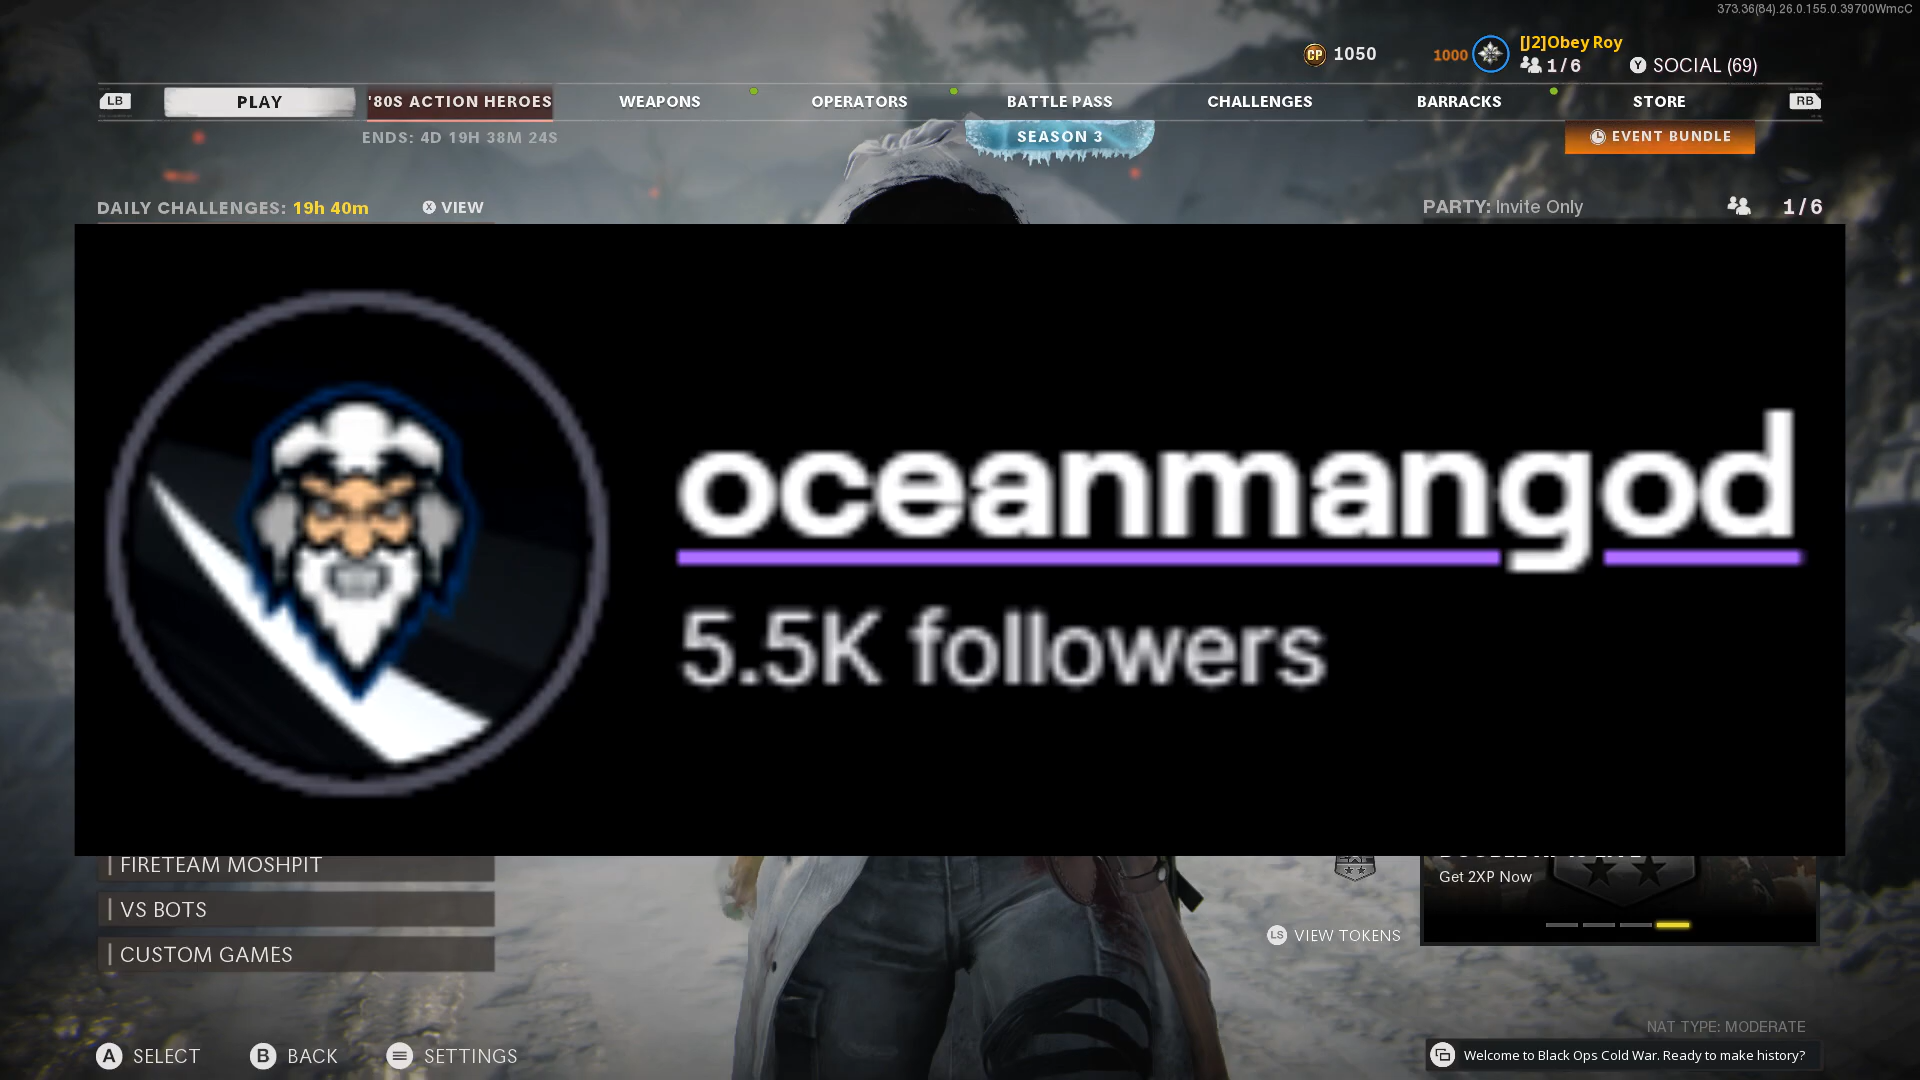 373.36(84).26.0.155.0.39700WmcC
CP 1050
1000
[J2]Obey Roy
1/6
Y SOCIAL (69)
LB
PLAY
'80S ACTION HEROES
WEAPONS
OPERATORS
BATTLE PASS
CHALLENGES
BARRACKS
STORE
RB
ENDS: 4D 19H 38M 24S
SEASON 3
EVENT BUNDLE
DAILY CHALLENGES: 19h 40m
X VIEW
PARTY: Invite Only
1/6
oceanmangod
5.5K followers
FIRETEAM MOSHPIT
VS BOTS
CUSTOM GAMES
Get 2XP Now
LS VIEW TOKENS
NAT TYPE: MODERATE
A SELECT
B BACK
SETTINGS
Welcome to Black Ops Cold War. Ready to make history?